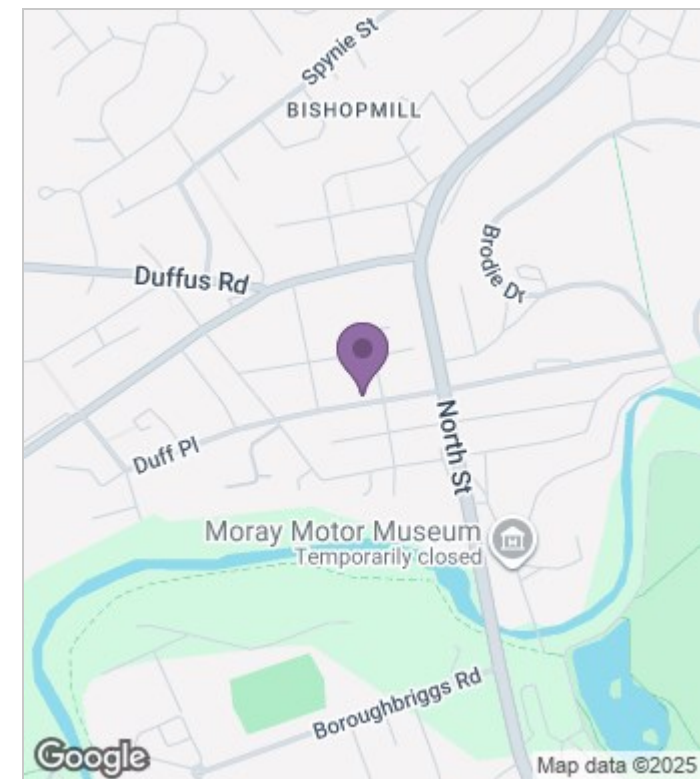 Spynie St
BISHOPMILL
Duffus Rd
Brodie Dr
North St
Duff Pl
Moray Motor Museum
Temporarily closed
Boroughbriggs Rd
Google
Map data ©2025